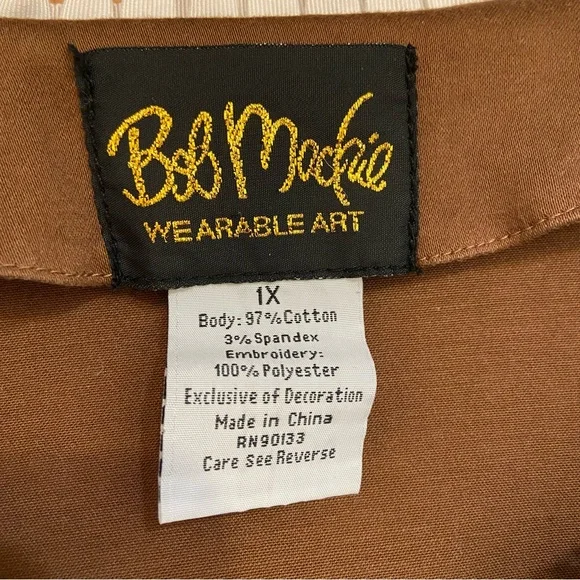 Bob Mackie
WEARABLE ART
1X
Body: 97% Cotton
3% Spandex
Embroidery:
100% Polyester
Exclusive of Decoration
Made in China
RN90133
Care See Reverse